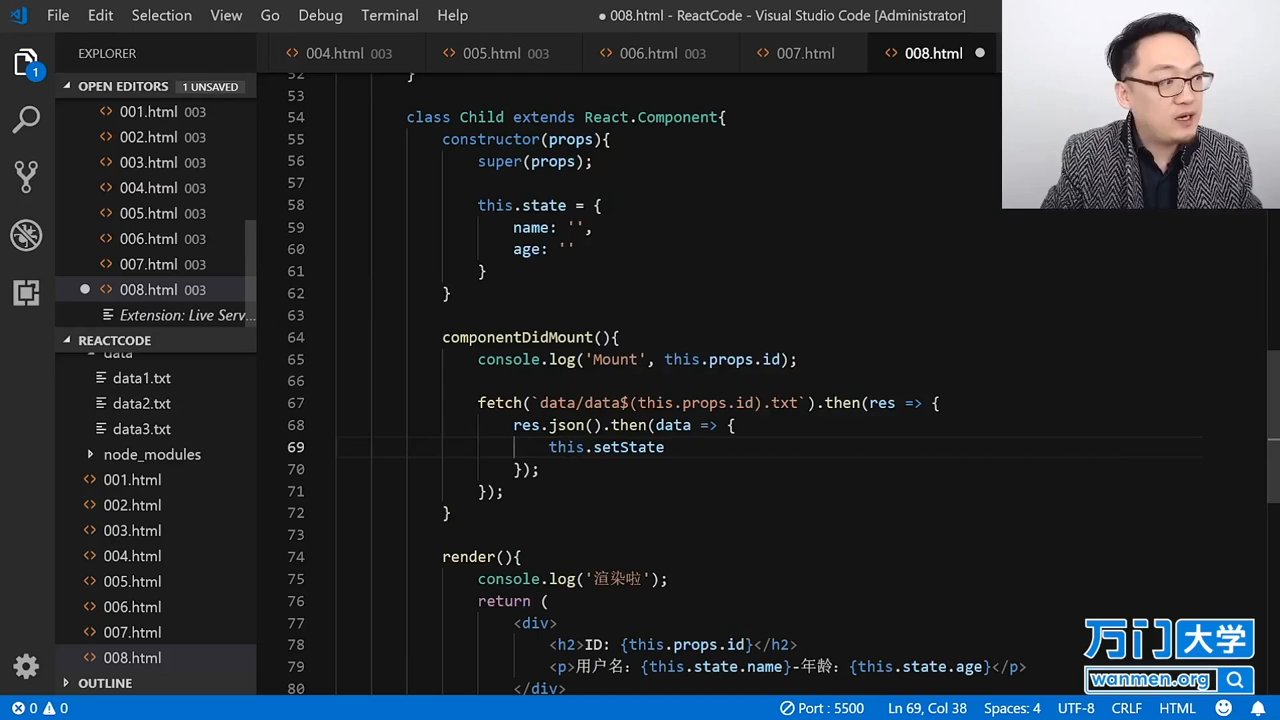 File Edit Selection View Go Debug Terminal Help
● 008.html - ReactCode - Visual Studio Code [Administrator]
EXPLORER
004.html 003
005.html 003
006.html 003
007.html
008.html
1
OPEN EDITORS 1 UNSAVED
001.html 003
002.html 003
003.html 003
004.html 003
005.html 003
006.html 003
007.html 003
008.html 003
Extension: Live Serv...
REACTCODE
data
data1.txt
data2.txt
data3.txt
node_modules
001.html
002.html
003.html
004.html
005.html
006.html
007.html
008.html
OUTLINE
52 }
53
54 class Child extends React.Component{
55 constructor(props){
56 super(props);
57
58 this.state = {
59 name: '',
60 age: ''
61 }
62 }
63
64 componentDidMount(){
65 console.log('Mount', this.props.id);
66
67 fetch(`data/data$(this.props.id).txt`).then(res => {
68 res.json().then(data => {
69 this.setState
70 });
71 });
72 }
73
74 render(){
75 console.log('渲染啦');
76 return (
77 <div>
78 <h2>ID: {this.props.id}</h2>
79 <p>用户名: {this.state.name}-年龄: {this.state.age}</p>
80 </div>
万门大学
wanmen.org
0 0
Port : 5500
Ln 69, Col 38
Spaces: 4
UTF-8
CRLF
HTML